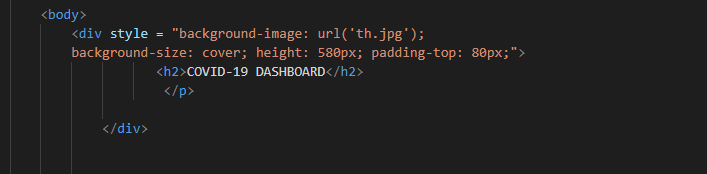 <body>
<div style = "background-image: url('th.jpg');
background-size: cover; height: 580px; padding-top: 80px;">
<h2>COVID-19 DASHBOARD</h2>
</p>
</div>